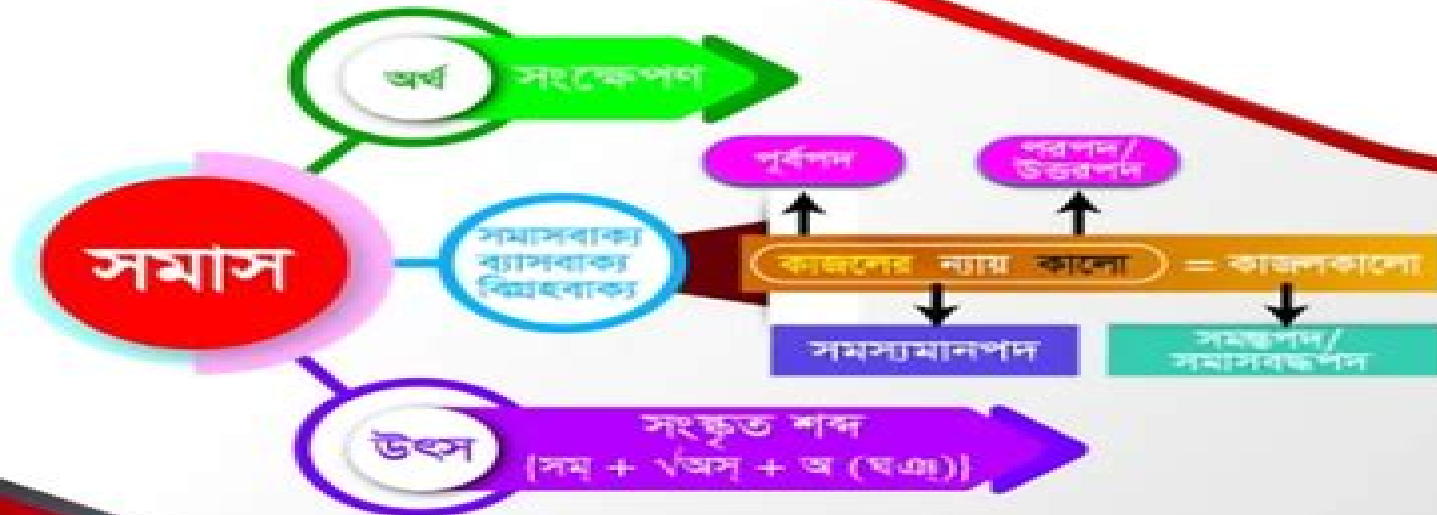 অর্থ
সংক্ষেপণ
পূর্বপদ
পরপদ/
উত্তরপদ
সমাস
সমাসবাক্য
ব্যাসবাক্য
বিগ্রহবাক্য
কাজলের ন্যায় কালো = কাজলকালো
সমস্যমানপদ
সমস্তপদ/
সমাসবদ্ধপদ
উৎস
সংস্কৃত শব্দ
[সম্ + √অস্ + অ (ঘঞ্)]